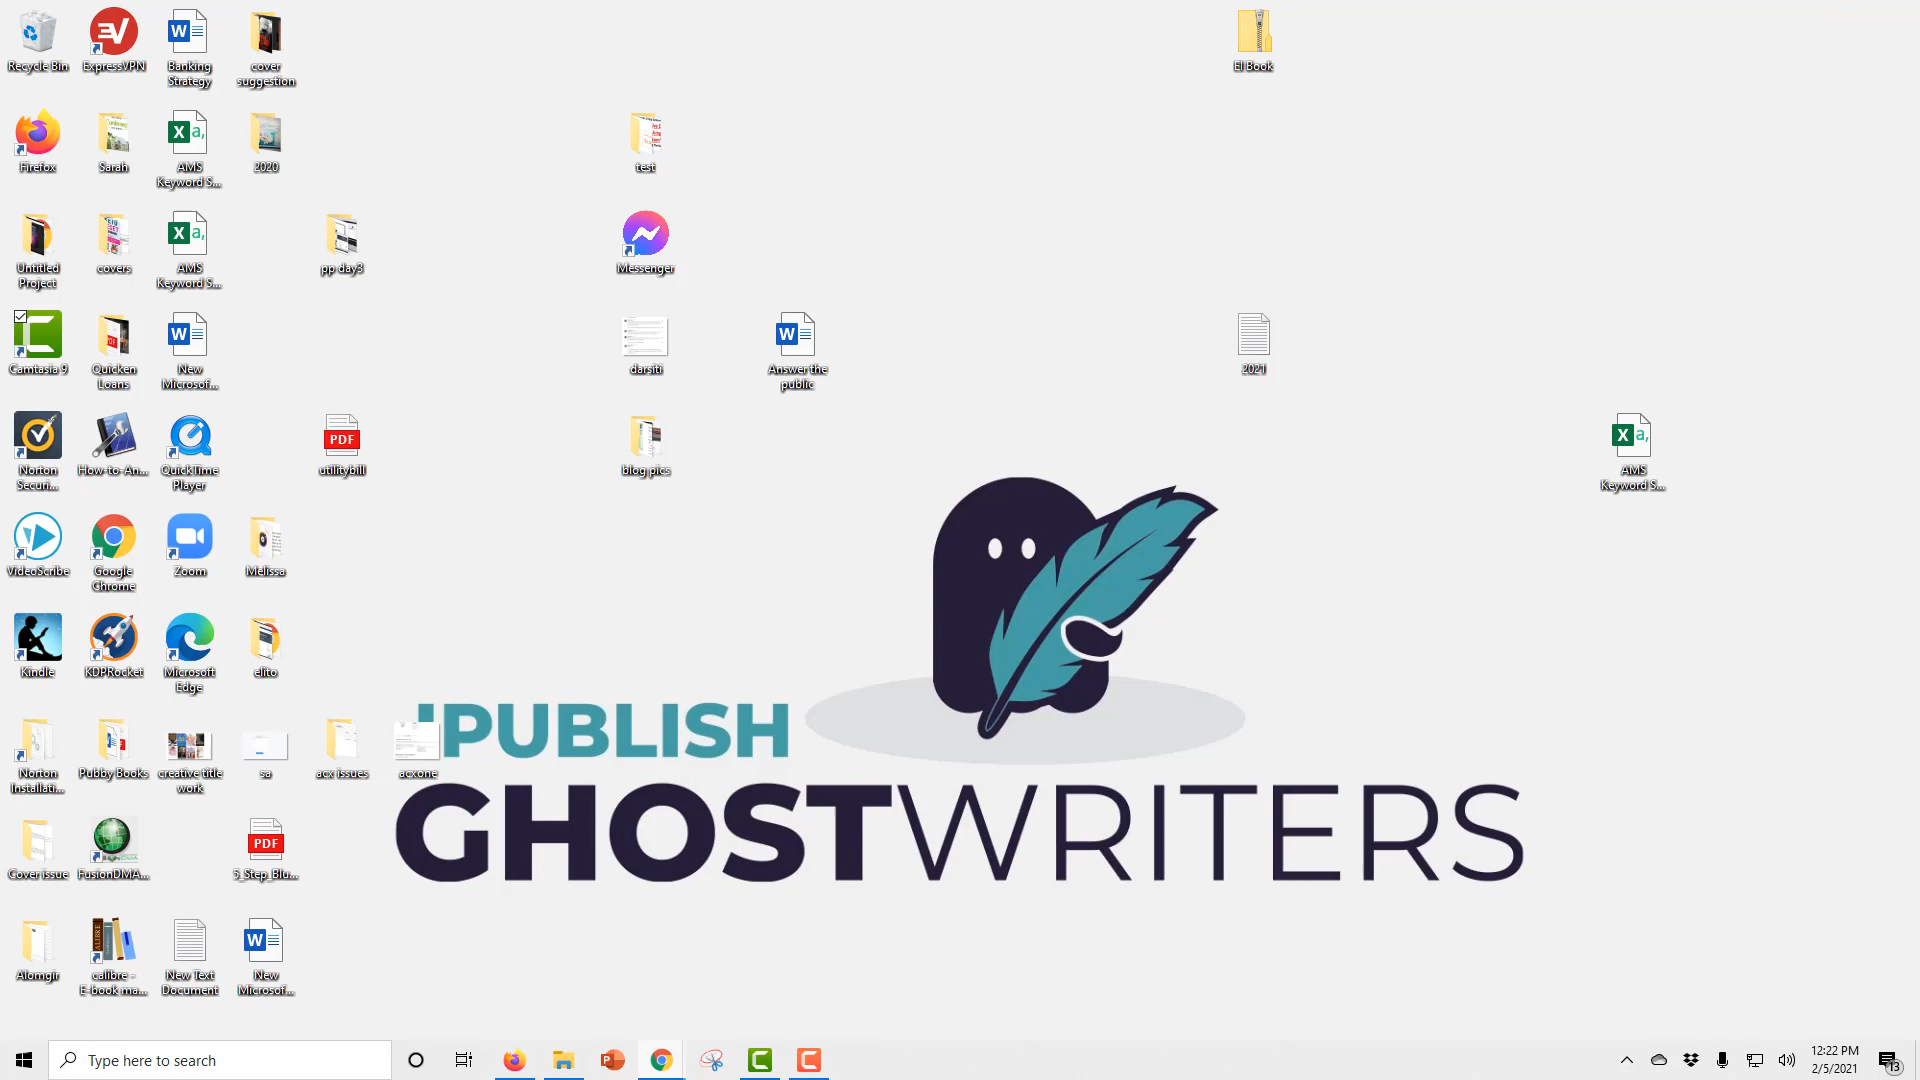 Recycle Bin
ExpressVPN
Banking
Strategy
cover
suggestion
El Book
Firefox
Sarah
AMS
Keyword S...
2020
test
Untitled
Project
covers
AMS
Keyword S...
pp day3
Messenger
Camtasia 9
Quicken
Loans
New
Microsof...
darsiti
Answer the
public
2021
Norton
Securi...
How-to-An...
QuickTime
Player
PDF
utilitybill
blog pics
AMS
Keyword S...
VideoScribe
Google
Chrome
Zoom
Melissa
Kindle
KDPRocket
Microsoft
Edge
elito
Norton
Installati...
Pubby Books
creative title
work
sa
acx issues
acxone
PUBLISH
GHOSTWRITERS
Cover issue
FusionDMA...
PDF
5_Step_Blu...
Alomgir
calibre -
E-book ma...
New Text
Document
New
Microsof...
Type here to search
12:22 PM
2/5/2021
13